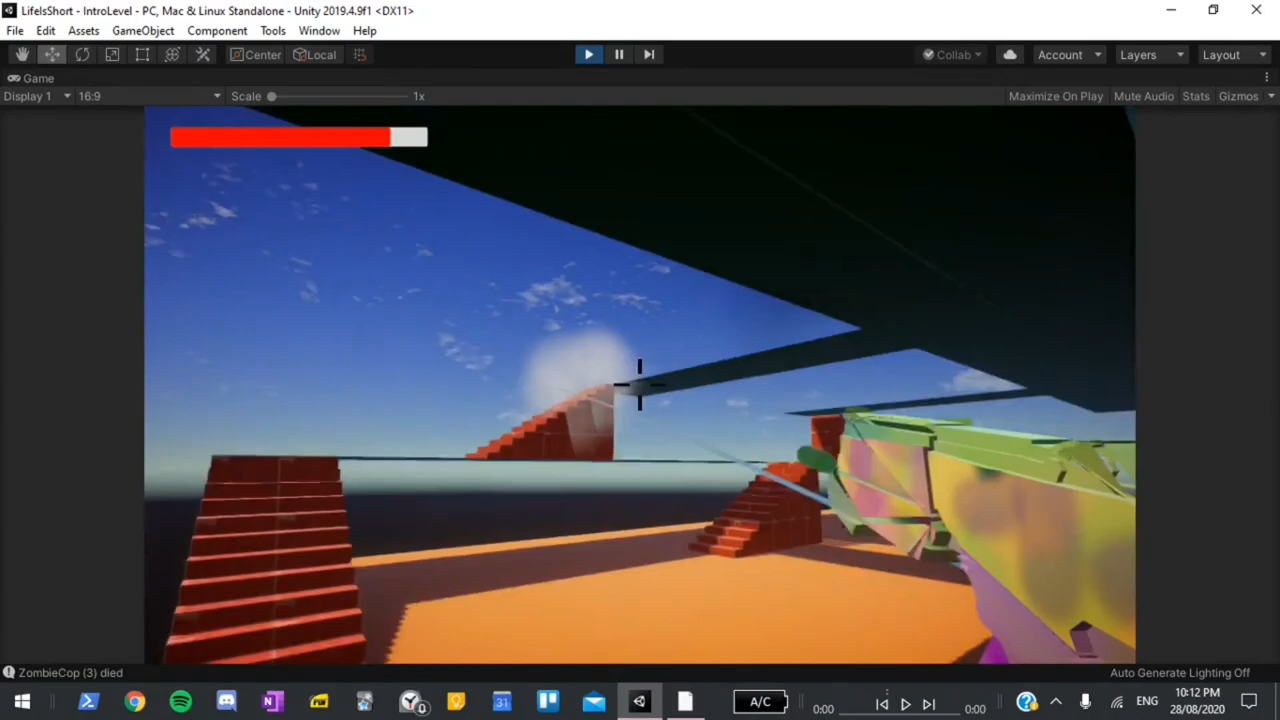 LifeIsShort - IntroLevel - PC, Mac & Linux Standalone - Unity 2019.4.9f1 <DX11>
File Edit Assets GameObject Component Tools Window Help
Center Local Collab Account Layers Layout
Game
Display 1 16:9 Scale 1x Maximize On Play Mute Audio Stats Gizmos
ZombieCop (3) died Auto Generate Lighting Off
31 A/C 0:00 0:00 ENG 10:12 PM
28/08/2020